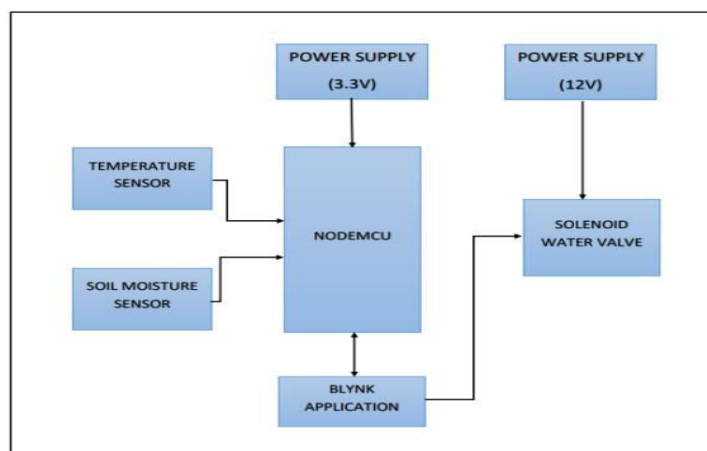 POWER SUPPLY
(3.3V)
POWER SUPPLY
(12V)
TEMPERATURE
SENSOR
NODEMCU
SOLENOID
WATER VALVE
SOIL MOISTURE
SENSOR
BLYNK
APPLICATION